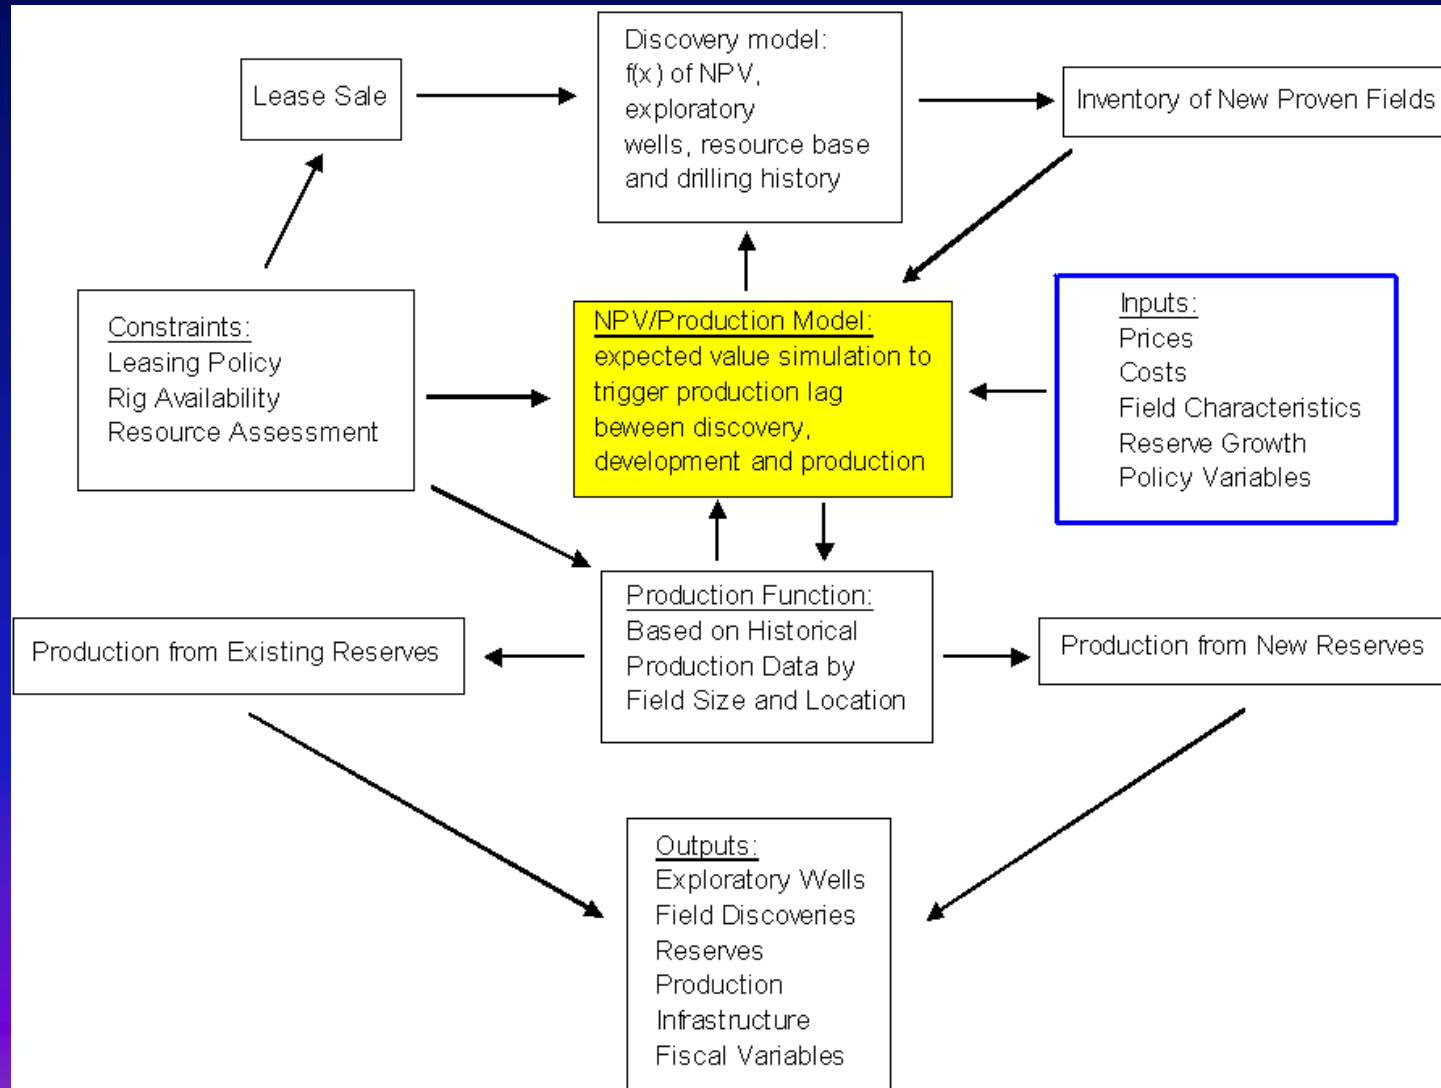 Discovery model:
f(x) of NPV,
exploratory
wells, resource base
and drilling history
Lease Sale
Inventory of New Proven Fields
Constraints:
Leasing Policy
Rig Availability
Resource Assessment
NPV/Production Model:
expected value simulation to
trigger production lag
beween discovery,
development and production
Inputs:
Prices
Costs
Field Characteristics
Reserve Growth
Policy Variables
Production from Existing Reserves
Production Function:
Based on Historical
Production Data by
Field Size and Location
Production from New Reserves
Outputs:
Exploratory Wells
Field Discoveries
Reserves
Production
Infrastructure
Fiscal Variables